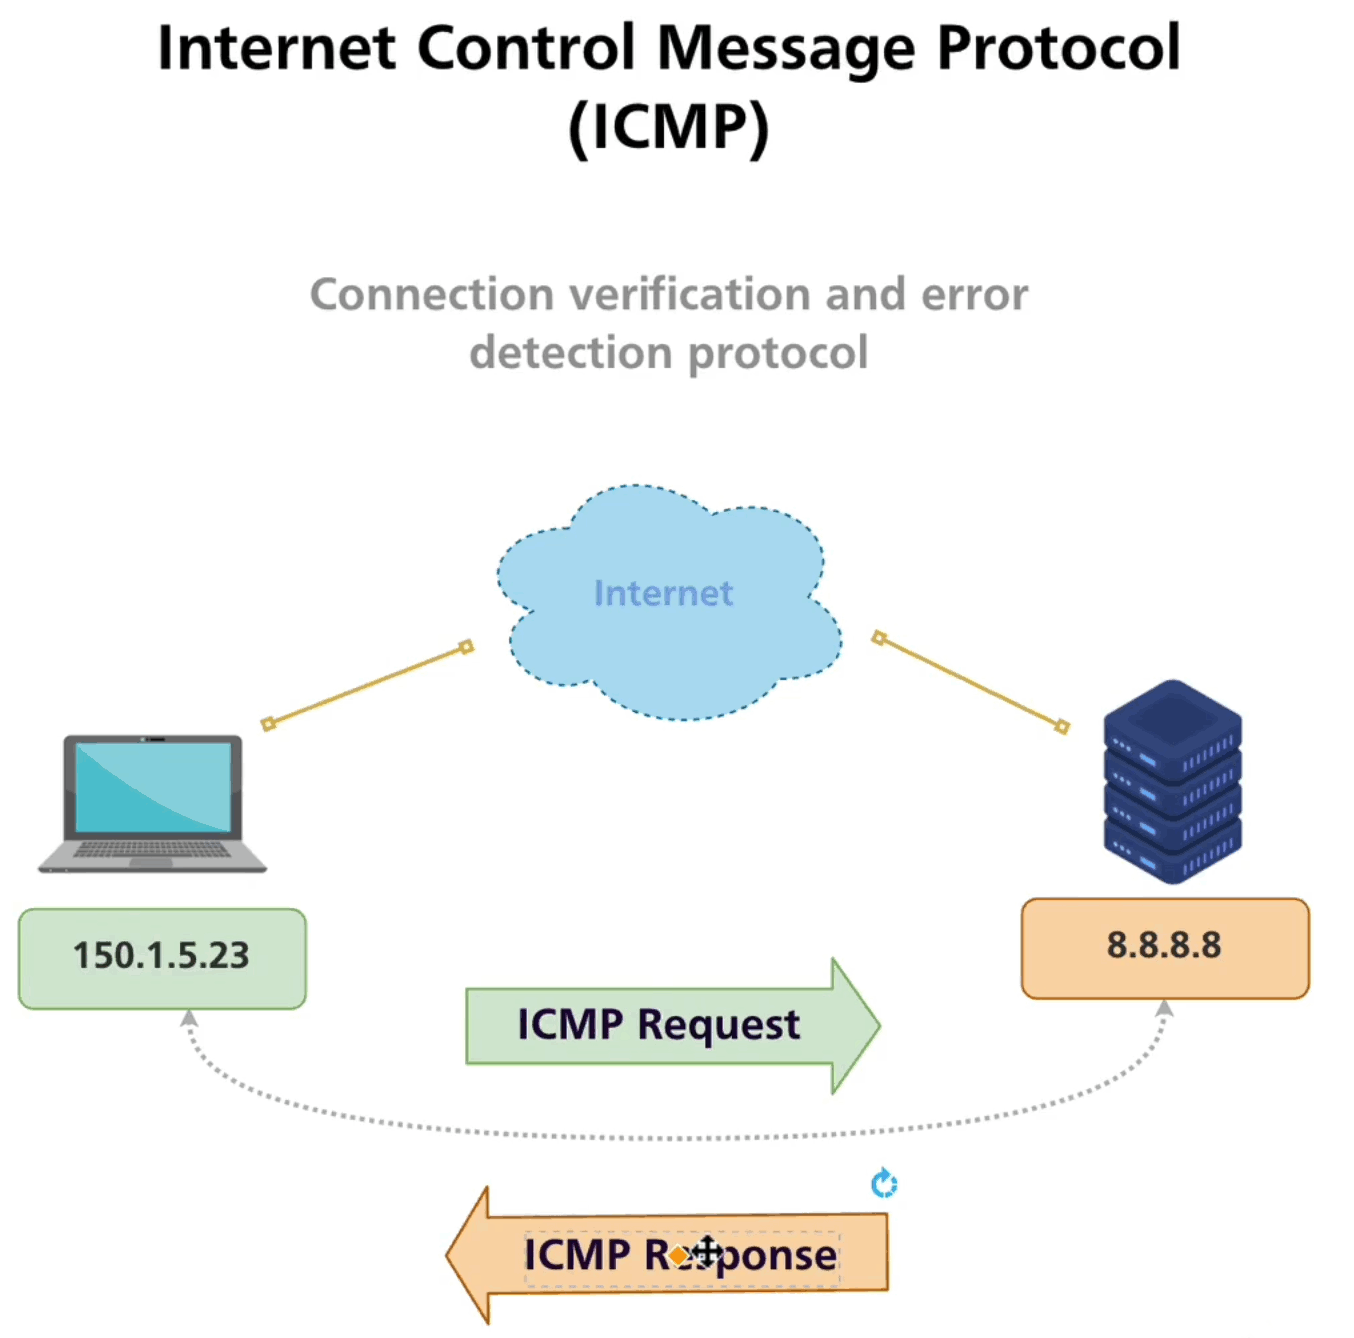 Internet Control Message Protocol
(ICMP)
Connection verification and error
detection protocol
Internet
150.1.5.23
8.8.8.8
ICMP Request
ICMP Response